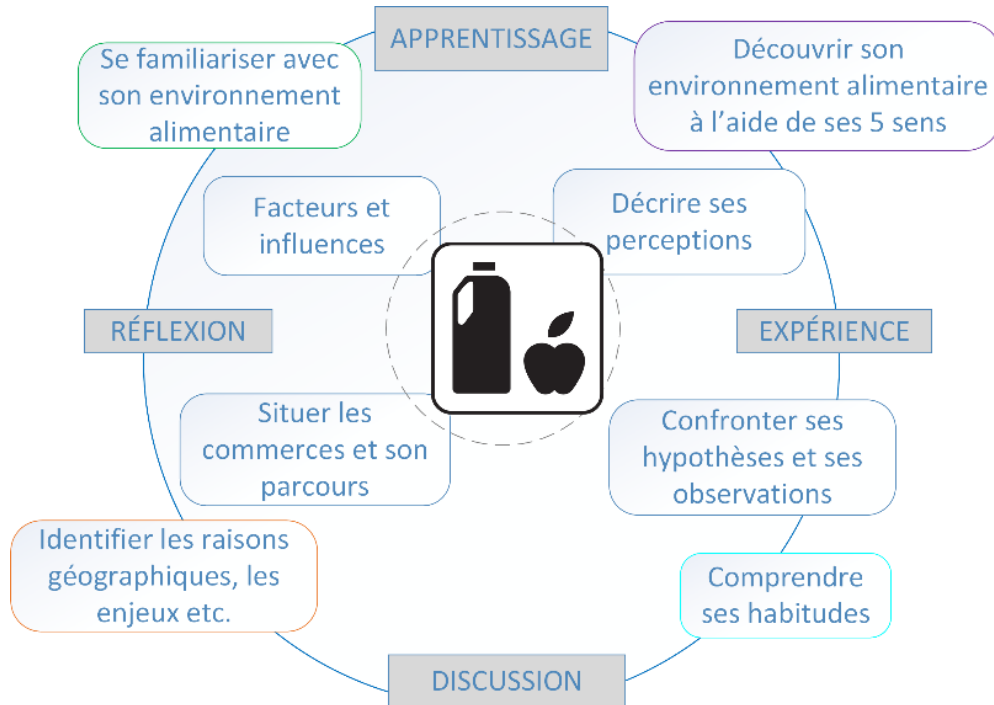 APPRENTISSAGE
Se familiariser avec
son environnement
alimentaire
Découvrir son
environnement alimentaire
à l’aide de ses 5 sens
Facteurs et
influences
Décrire ses
perceptions
RÉFLEXION
EXPÉRIENCE
Situer les
commerces et son
parcours
Confronter ses
hypothèses et ses
observations
Identifier les raisons
géographiques, les
enjeux etc.
Comprendre
ses habitudes
DISCUSSION